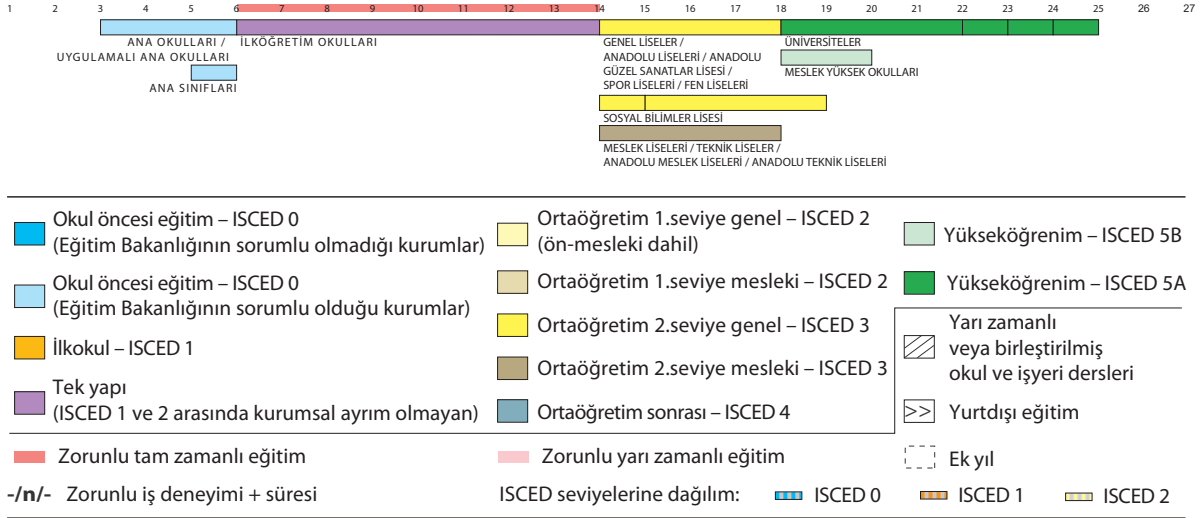 1 2 3 4 5 6 7 8 9 10 11 12 13 14 15 16 17 18 19 20 21 22 23 24 25 27
ANA OKULLARI /
UYGULAMALI ANA OKULLARI
ANA SINIFLARI
İLKÖĞRETİM OKULLARI
GENEL LİSELER /
ANADOLU LİSELERİ / ANADOLU
GÜZEL SANATLAR LİSESİ /
SPOR LİSELERİ / FEN LİSELERİ
SOSYAL BİLİMLER LİSESİ
MESLEK LİSELERİ / TEKNİK LİSELER /
ANADOLU MESLEK LİSELERİ / ANADOLU TEKNİK LİSELERİ
ÜNİVERSİTELER
MESLEK YÜKSEK OKULLARI
Okul öncesi eğitim – ISCED 0
(Eğitim Bakanlığının sorumlu olmadığı kurumlar)
Okul öncesi eğitim – ISCED 0
(Eğitim Bakanlığının sorumlu olduğu kurumlar)
İlkokul – ISCED 1
Tek yapı
(ISCED 1 ve 2 arasında kurumsal ayrım olmayan)
Ortaöğretim 1.seviye genel – ISCED 2
(ön-mesleki dahil)
Ortaöğretim 1.seviye mesleki – ISCED 2
Ortaöğretim 2.seviye genel – ISCED 3
Ortaöğretim 2.seviye mesleki – ISCED 3
Ortaöğretim sonrası – ISCED 4
Yükseköğrenim – ISCED 5B
Yükseköğrenim – ISCED 5A
Yarı zamanlı
veya birleştirilmiş
okul ve işyeri dersleri
>> Yurtdışı eğitim
Zorunlu tam zamanlı eğitim
Zorunlu yarı zamanlı eğitim
Ek yıl
-/n/- Zorunlu iş deneyimi + süresi
ISCED seviyelerine dağılım: ISCED 0 ISCED 1 ISCED 2